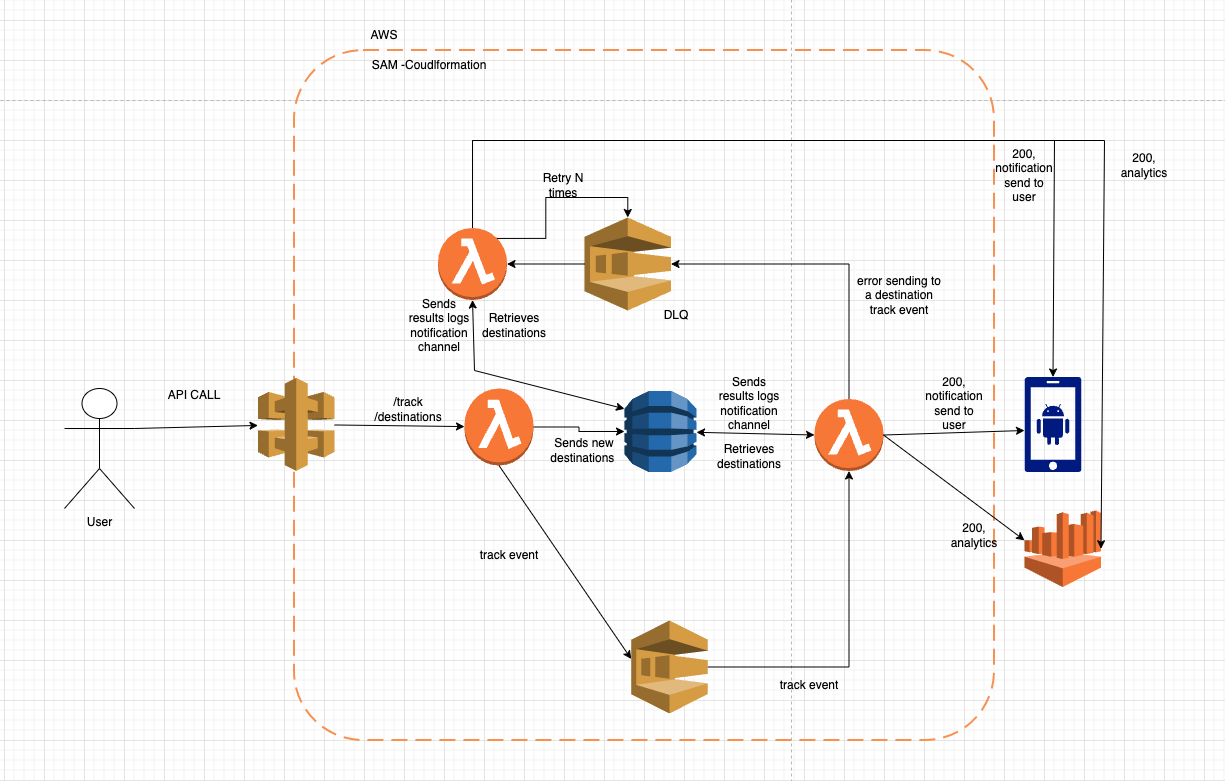 AWS
SAM -Coudlformation
200,
notification
send to
user
200,
analytics
Retry N
times
error sending to
a destination
track event
DLQ
Sends
results logs
notification
channel
Retrieves
destinations
API CALL
/track
/destinations
Sends new
destinations
Sends
results logs
notification
channel
Retrieves
destinations
200,
notification
send to
user
User
200,
analytics
track event
track event